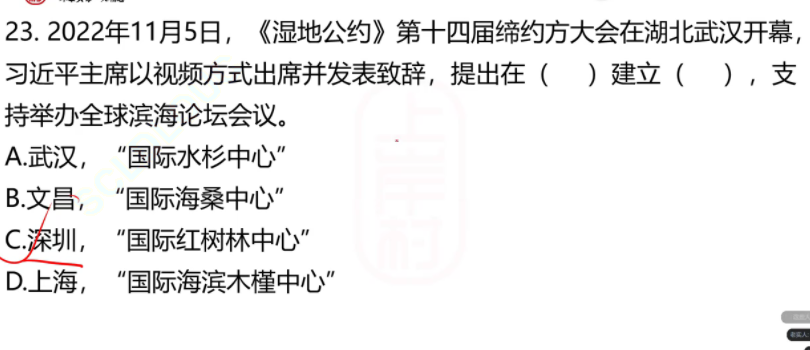 23. 2022年11月5日，《湿地公约》第十四届缔约方大会在湖北武汉开幕，
习近平主席以视频方式出席并发表致辞，提出在（ ）建立（ ），支
持举办全球滨海论坛会议。
A.武汉，“国际水杉中心”
B.文昌，“国际海桑中心”
C.深圳，“国际红树林中心”
D.上海，“国际海滨木槿中心”
上岸村